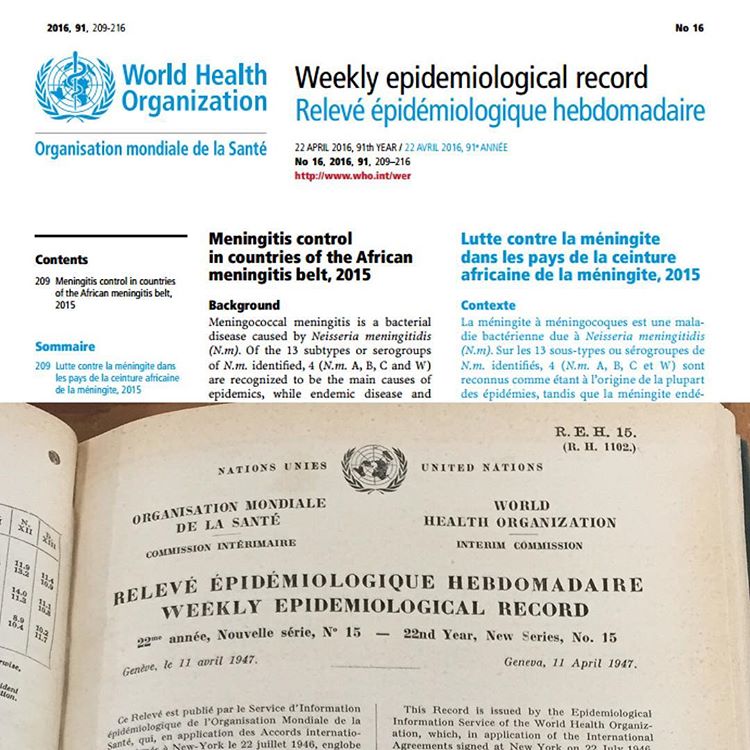 2016, 91, 209-216
No 16
World Health
Organization
Organisation mondiale de la Santé
Weekly epidemiological record
Relevé épidémiologique hebdomadaire
22 APRIL 2016, 91th YEAR / 22 AVRIL 2016, 91e ANNÉE
No 16, 2016, 91, 209–216
http://www.who.int/wer
Contents
209 Meningitis control in countries
of the African meningitis belt,
2015
Sommaire
209 Lutte contre la méningite dans
les pays de la ceinture africaine
de la méningite, 2015
Meningitis control
in countries of the African
meningitis belt, 2015
Background
Meningococcal meningitis is a bacterial
disease caused by Neisseria meningitidis
(N.m). Of the 13 subtypes or serogroups
of N.m. identified, 4 (N.m. A, B, C and W)
are recognized to be the main causes of
epidemics, while endemic disease and
Lutte contre la méningite
dans les pays de la ceinture
africaine de la méningite, 2015
Contexte
La méningite à méningocoques est une mala-
die bactérienne due à Neisseria meningitidis
(N.m). Sur les 13 sous-types ou sérogroupes de
N.m. identifiés, 4 (N.m. A, B, C et W) sont
reconnus comme étant à l'origine de la plupart
des épidémies, tandis que la méningite endé-
N.
XII
D.
XIII
11.9 11.4
13.2 10.9
14.0 11.1
11.3 10.8
8.9 10.2
10.4 11.7
R.E.H. 15.
(R. H. 1102.)
NATIONS UNIES
UNITED NATIONS
ORGANISATION MONDIALE
DE LA SANTÉ
COMMISSION INTÉRIMAIRE
WORLD
HEALTH ORGANIZATION
INTERIM COMMISSION
RELEVÉ ÉPIDÉMIOLOGIQUE HEBDOMADAIRE
WEEKLY EPIDEMIOLOGICAL RECORD
22me année, Nouvelle série, N° 15 — 22nd Year, New Series, No. 15
Genève, le 11 avril 1947.
Geneva, 11 April 1947.
Ce Relevé est publié par le Service d'Information
épidémiologique de l'Organisation Mondiale de la
Santé, qui, en application des Accords internatio-
à New-York le 22 juillet 1946, englobe
This Record is issued by the Epidemiological
Information Service of the World Health Organiz-
ation, which, in application of the International
Agreements signed at New York on 22 July 1946